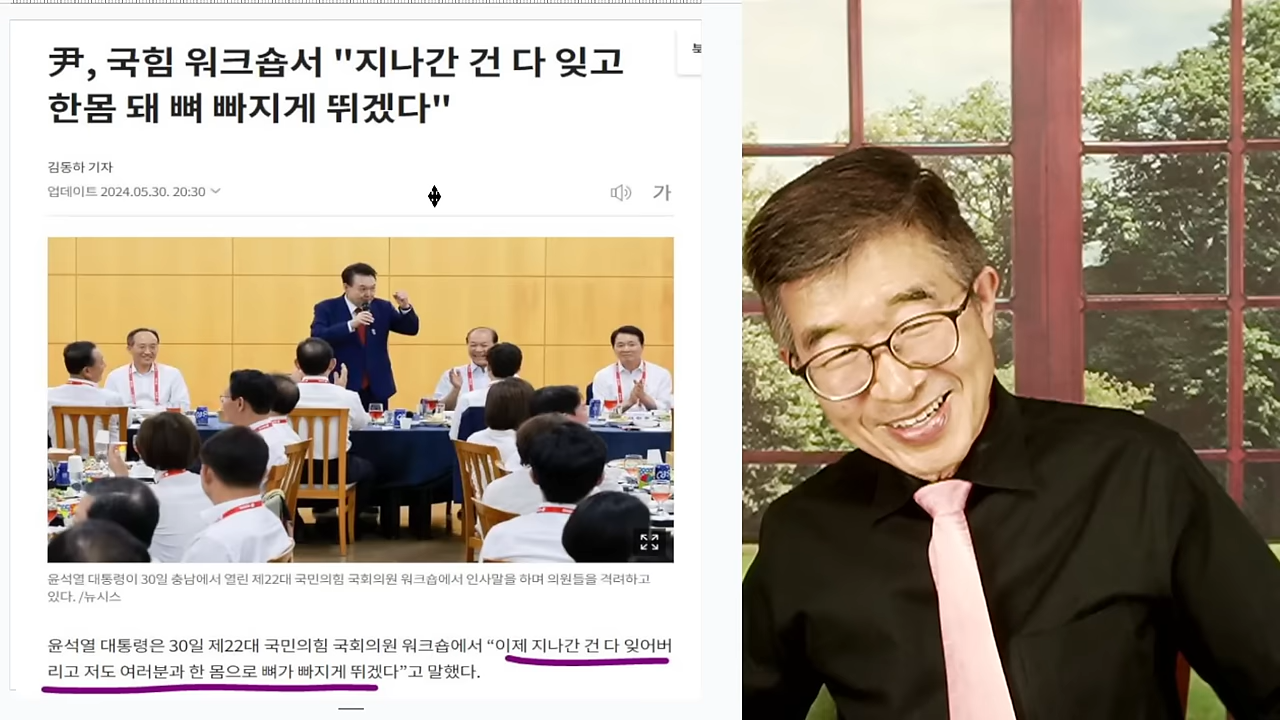 尹, 국힘 워크숍서 "지나간 건 다 잊고
한몸 돼 뼈 빠지게 뛰겠다"
김동하 기자
업데이트 2024.05.30. 20:30
가
윤석열 대통령이 30일 충남에서 열린 제22대 국민의힘 국회의원 워크숍에서 인사말을 하며 의원들을 격려하고
있다. /뉴시스
윤석열 대통령은 30일 제22대 국민의힘 국회의원 워크숍에서 “이제 지나간 건 다 잊어버
리고 저도 여러분과 한 몸으로 뼈가 빠지게 뛰겠다”고 말했다.